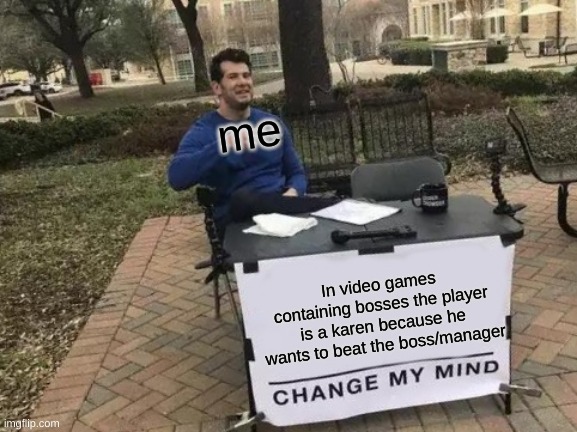 me
In video games
containing bosses the player
is a karen because he
wants to beat the boss/manager
CHANGE MY MIND
imgflip.com